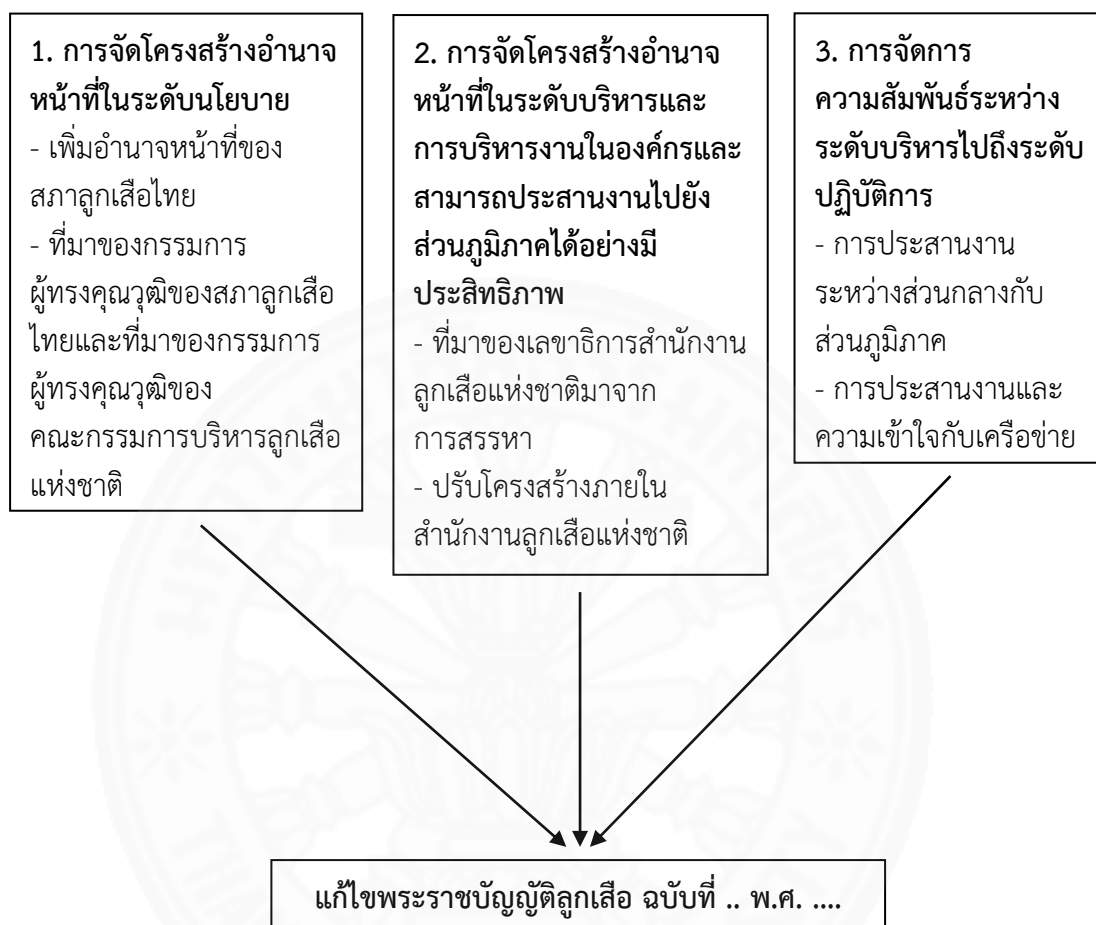 1. การจัดโครงสร้างอำนาจ
หน้าที่ในระดับนโยบาย
- เพิ่มอำนาจหน้าที่ของ
สภาลูกเสือไทย
- ที่มาของกรรมการ
ผู้ทรงคุณวุฒิของสภาลูกเสือ
ไทยและที่มาของกรรมการ
ผู้ทรงคุณวุฒิของ
คณะกรรมการบริหารลูกเสือ
แห่งชาติ
2. การจัดโครงสร้างอำนาจ
หน้าที่ในระดับบริหารและ
การบริหารงานในองค์กรและ
สามารถประสานงานไปยัง
ส่วนภูมิภาคได้อย่างมี
ประสิทธิภาพ
- ที่มาของเลขาธิการสำนักงาน
ลูกเสือแห่งชาติมาจาก
การสรรหา
- ปรับโครงสร้างภายใน
สำนักงานลูกเสือแห่งชาติ
3. การจัดการ
ความสัมพันธ์ระหว่าง
ระดับบริหารไปถึงระดับ
ปฏิบัติการ
- การประสานงาน
ระหว่างส่วนกลางกับ
ส่วนภูมิภาค
- การประสานงานและ
ความเข้าใจกับเครือข่าย
แก้ไขพระราชบัญญัติลูกเสือ ฉบับที่ .. พ.ศ. ....